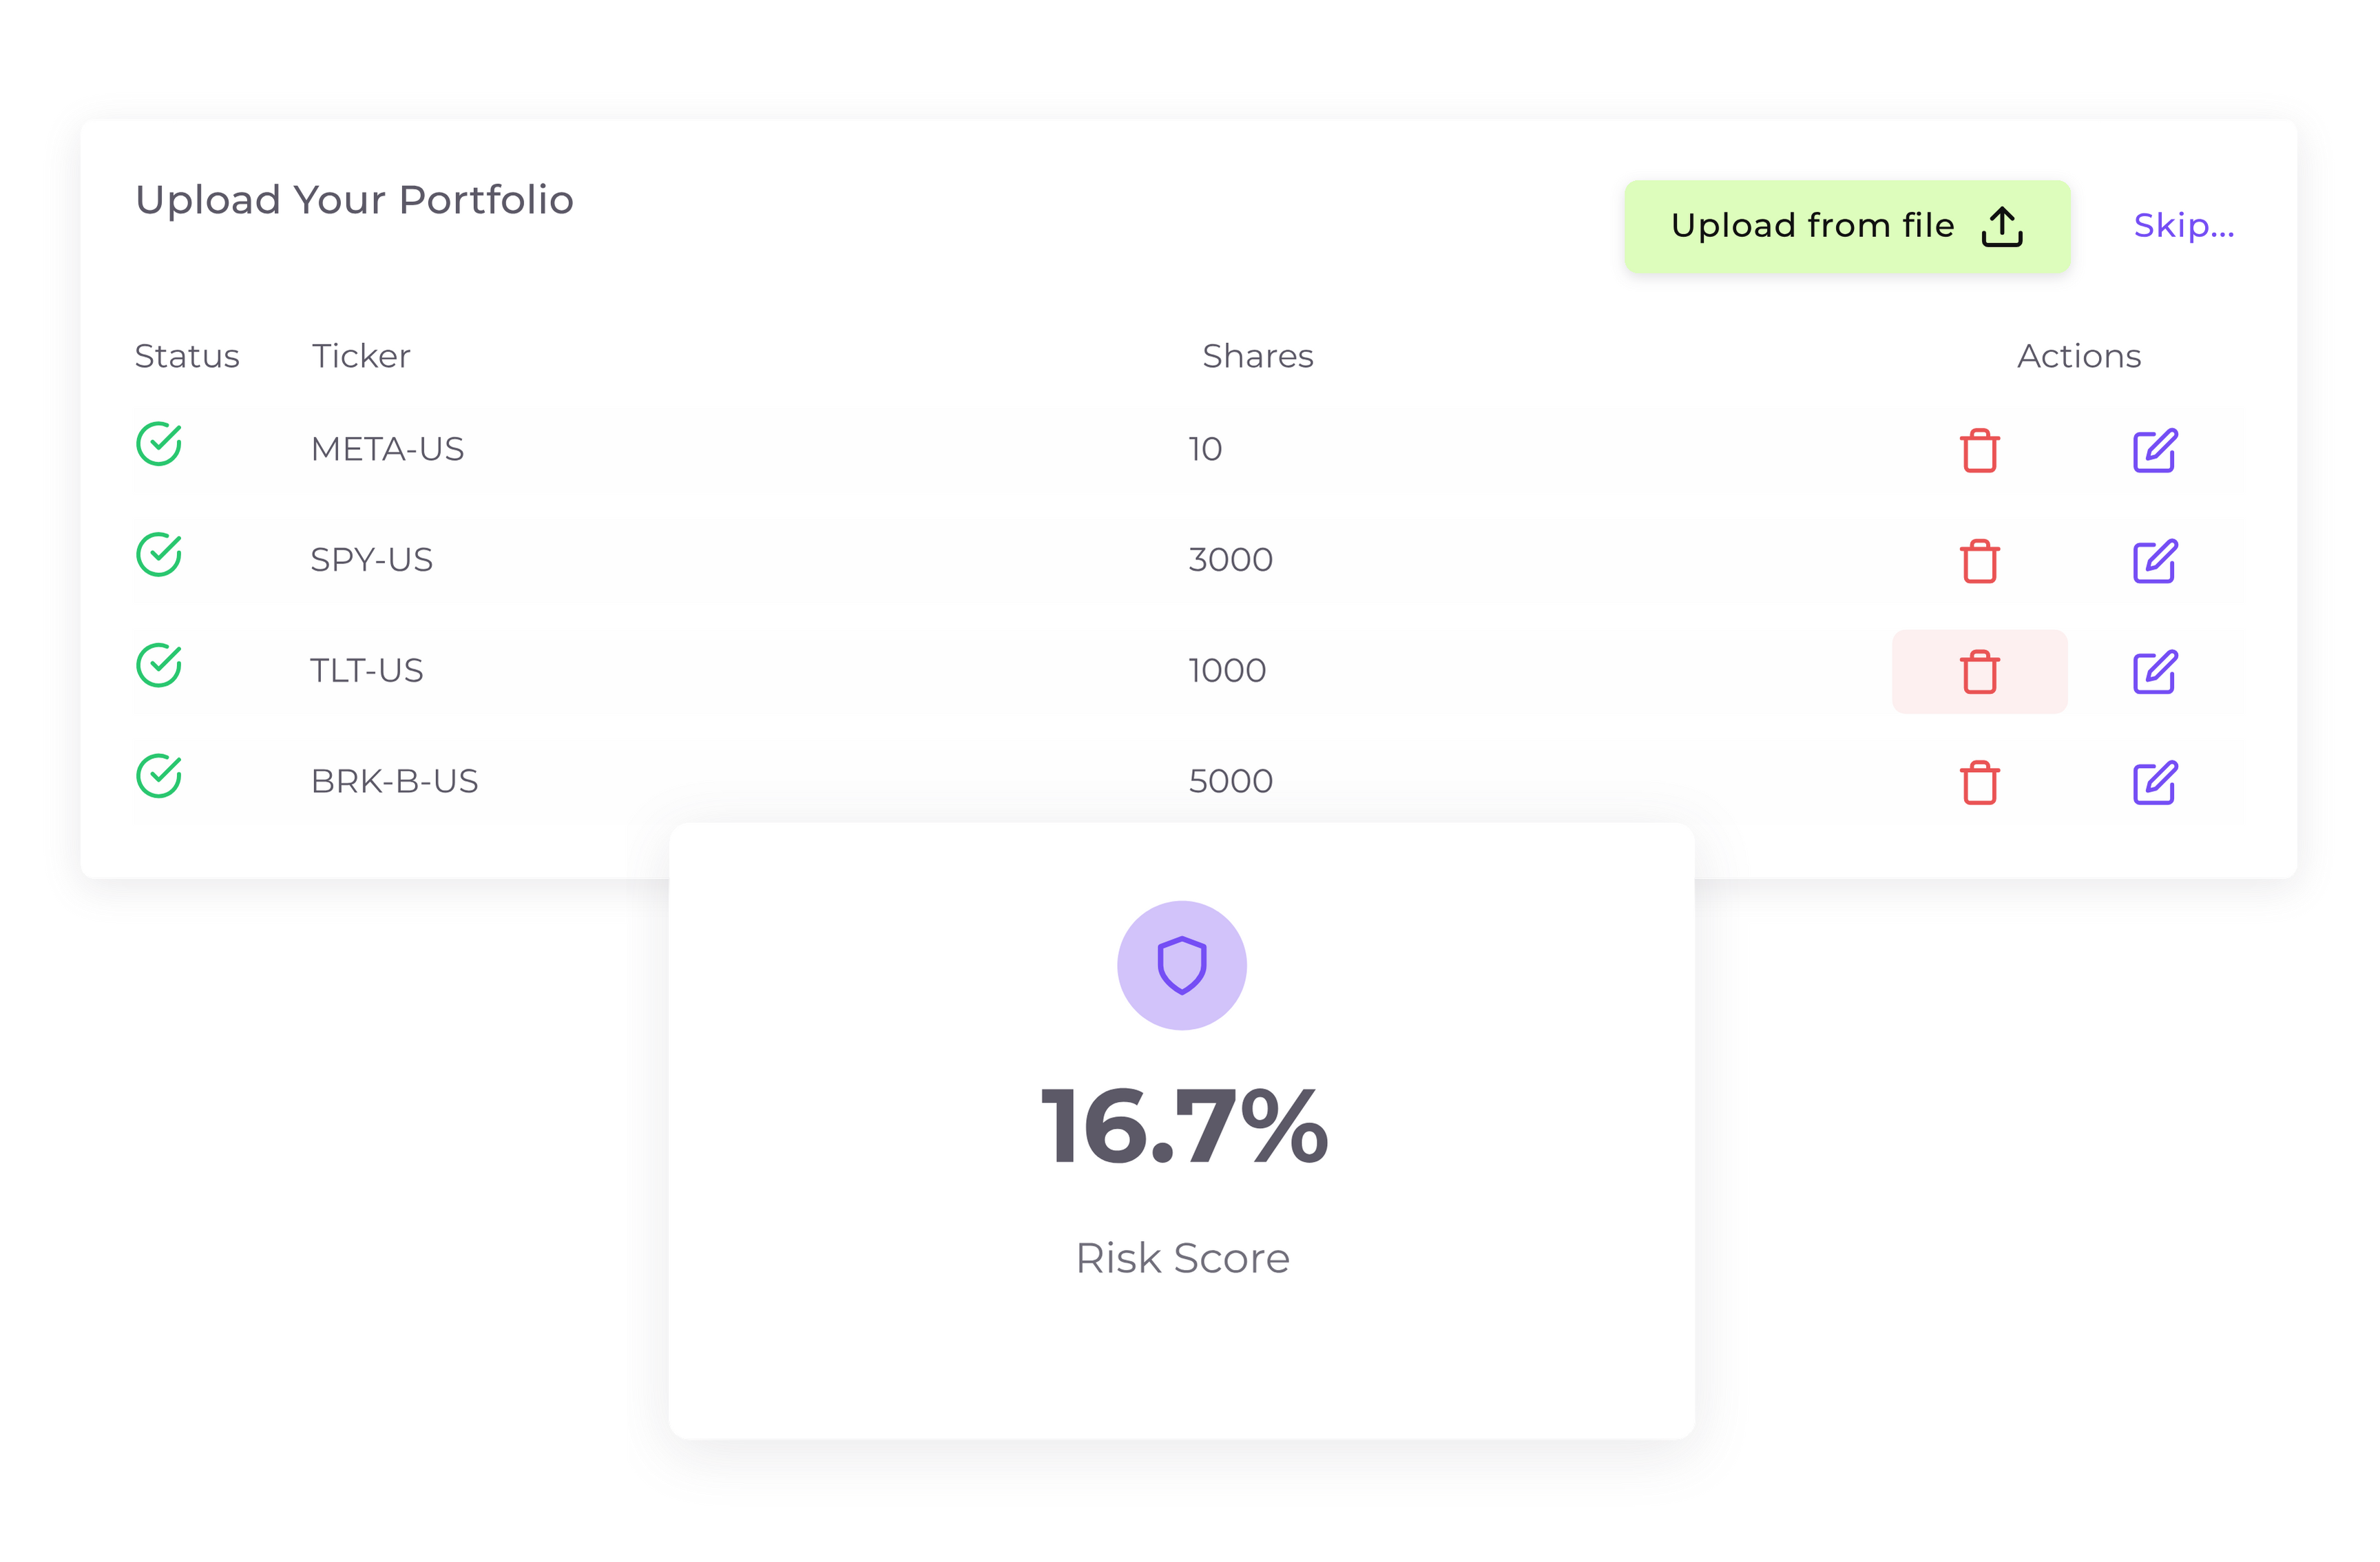 Upload Your Portfolio
Upload from file
Skip...
Status Ticker Shares Actions
META-US 10
SPY-US 3000
TLT-US 1000
BRK-B-US 5000
16.7%
Risk Score